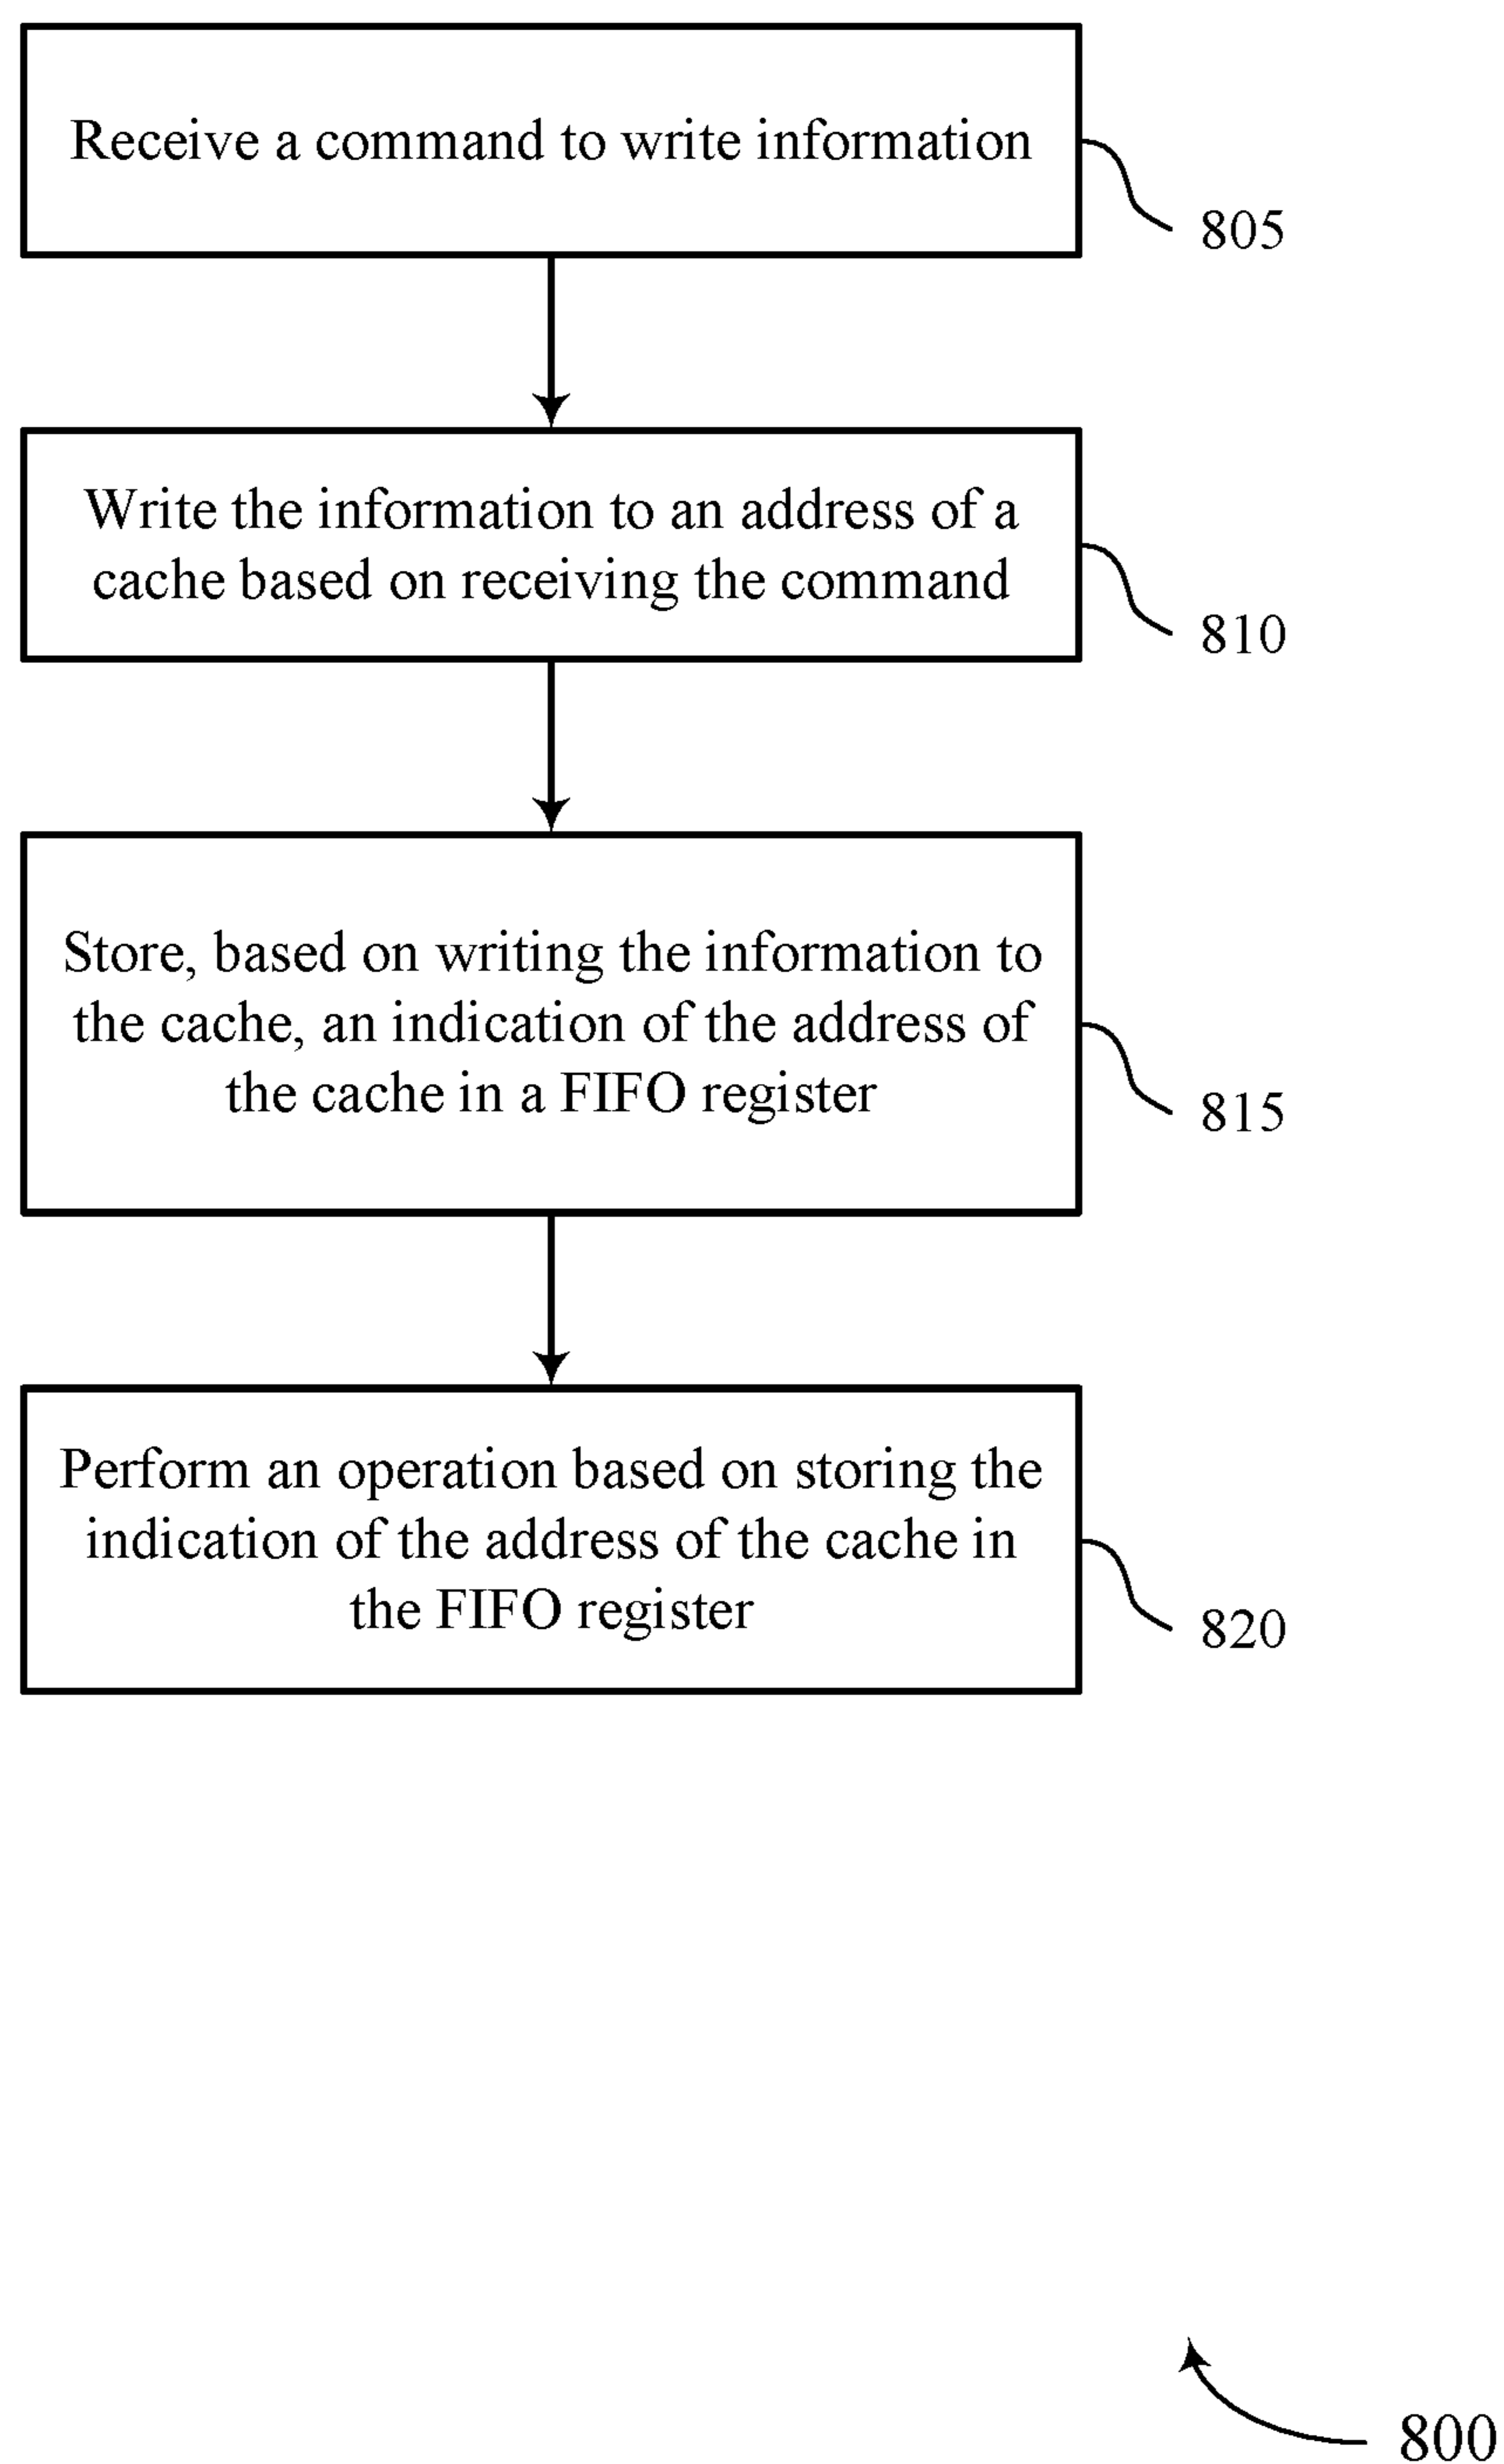 Receive a command to write information
805
Write the information to an address of a
cache based on receiving the command
810
Store, based on writing the information to
the cache, an indication of the address of
the cache in a FIFO register
815
Perform an operation based on storing the
indication of the address of the cache in
the FIFO register
820
800